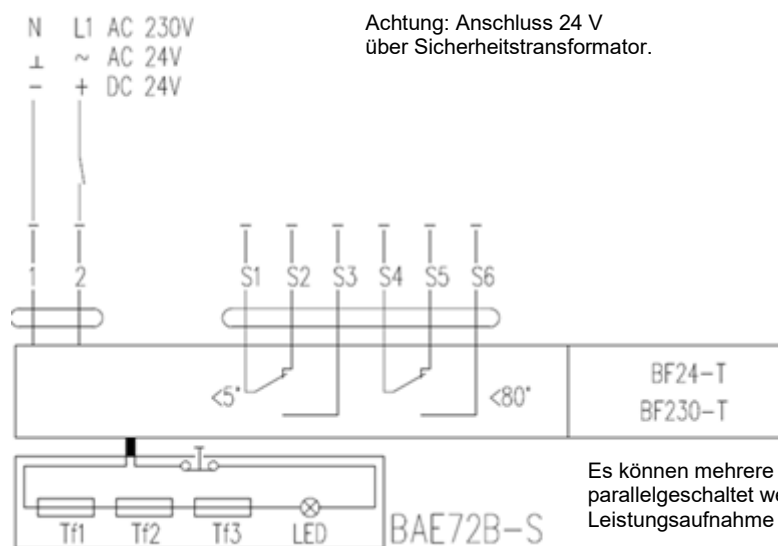 N L1 AC 230V
⊥ ~ AC 24V
− + DC 24V
Achtung: Anschluss 24 V
über Sicherheitstransformator.
1 2 S1 S2 S3 S4 S5 S6
<5° <80°
BF24−T
BF230−T
Es können mehrere
parallelgeschaltet
Leistungsaufnahme
Tf1 Tf2 Tf3 LED
BAE72B−S